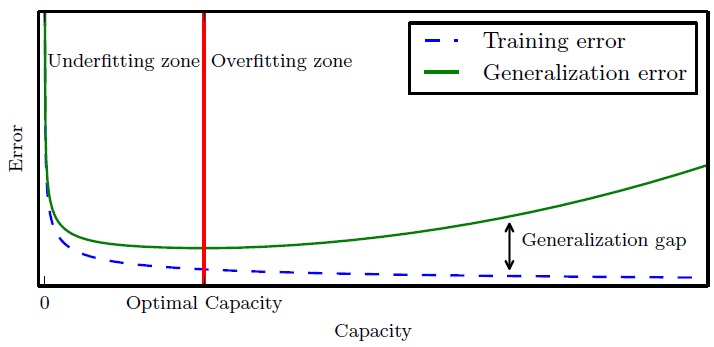 Training error
Generalization error
Underfitting zone
Overfitting zone
Error
Generalization gap
0
Optimal Capacity
Capacity